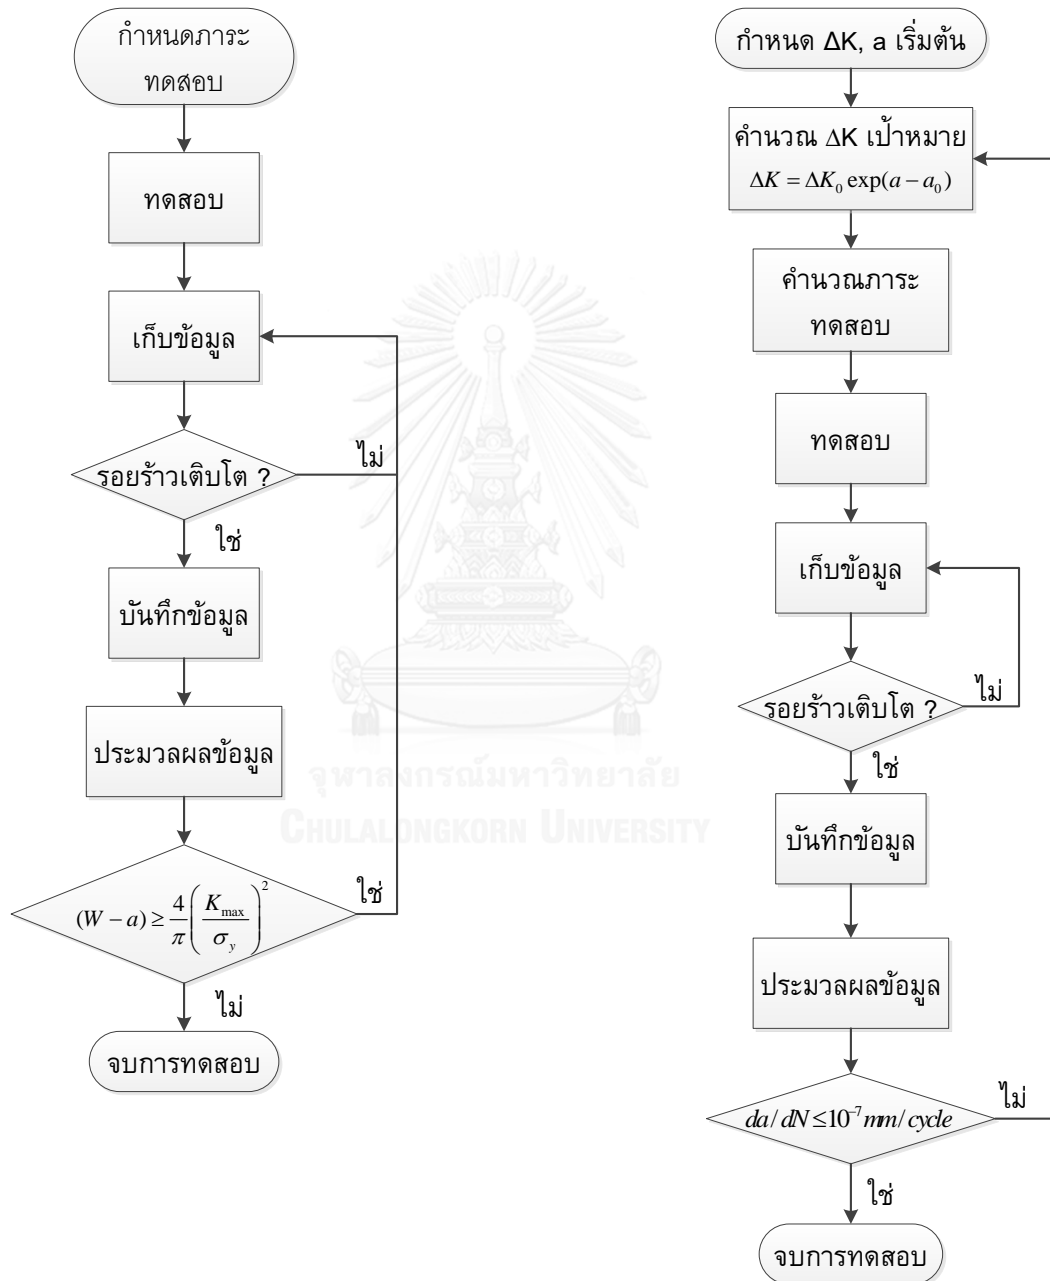 กำหนดภาระ
ทดสอบ
ทดสอบ
เก็บข้อมูล
รอยร้าวเติบโต ?
ไม่
ใช่
บันทึกข้อมูล
ประมวลผลข้อมูล
(W − a) ≥ 4/π (K_max/σ_y)^2
ใช่
ไม่
จบการทดสอบ
กำหนด ΔK, a เริ่มต้น
คำนวณ ΔK เป้าหมาย
ΔK = ΔK₀ exp(a − a₀)
คำนวณภาระ
ทดสอบ
ทดสอบ
เก็บข้อมูล
รอยร้าวเติบโต ?
ไม่
ใช่
บันทึกข้อมูล
ประมวลผลข้อมูล
da/dN ≤ 10⁻⁷ mm/cycle
ไม่
ใช่
จบการทดสอบ
จุฬาลงกรณ์มหาวิทยาลัย
CHULALONGKORN UNIVERSITY